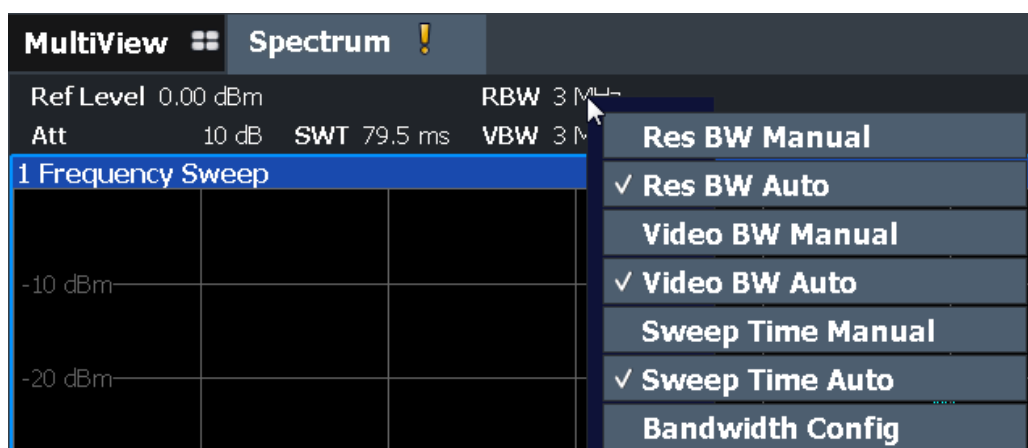 MultiView Spectrum
Ref Level 0.00 dBm RBW 3
Att 10 dB SWT 79.5 ms VBW 3
1 Frequency Sweep
-10 dBm
-20 dBm
Res BW Manual
✓ Res BW Auto
Video BW Manual
✓ Video BW Auto
Sweep Time Manual
✓ Sweep Time Auto
Bandwidth Config